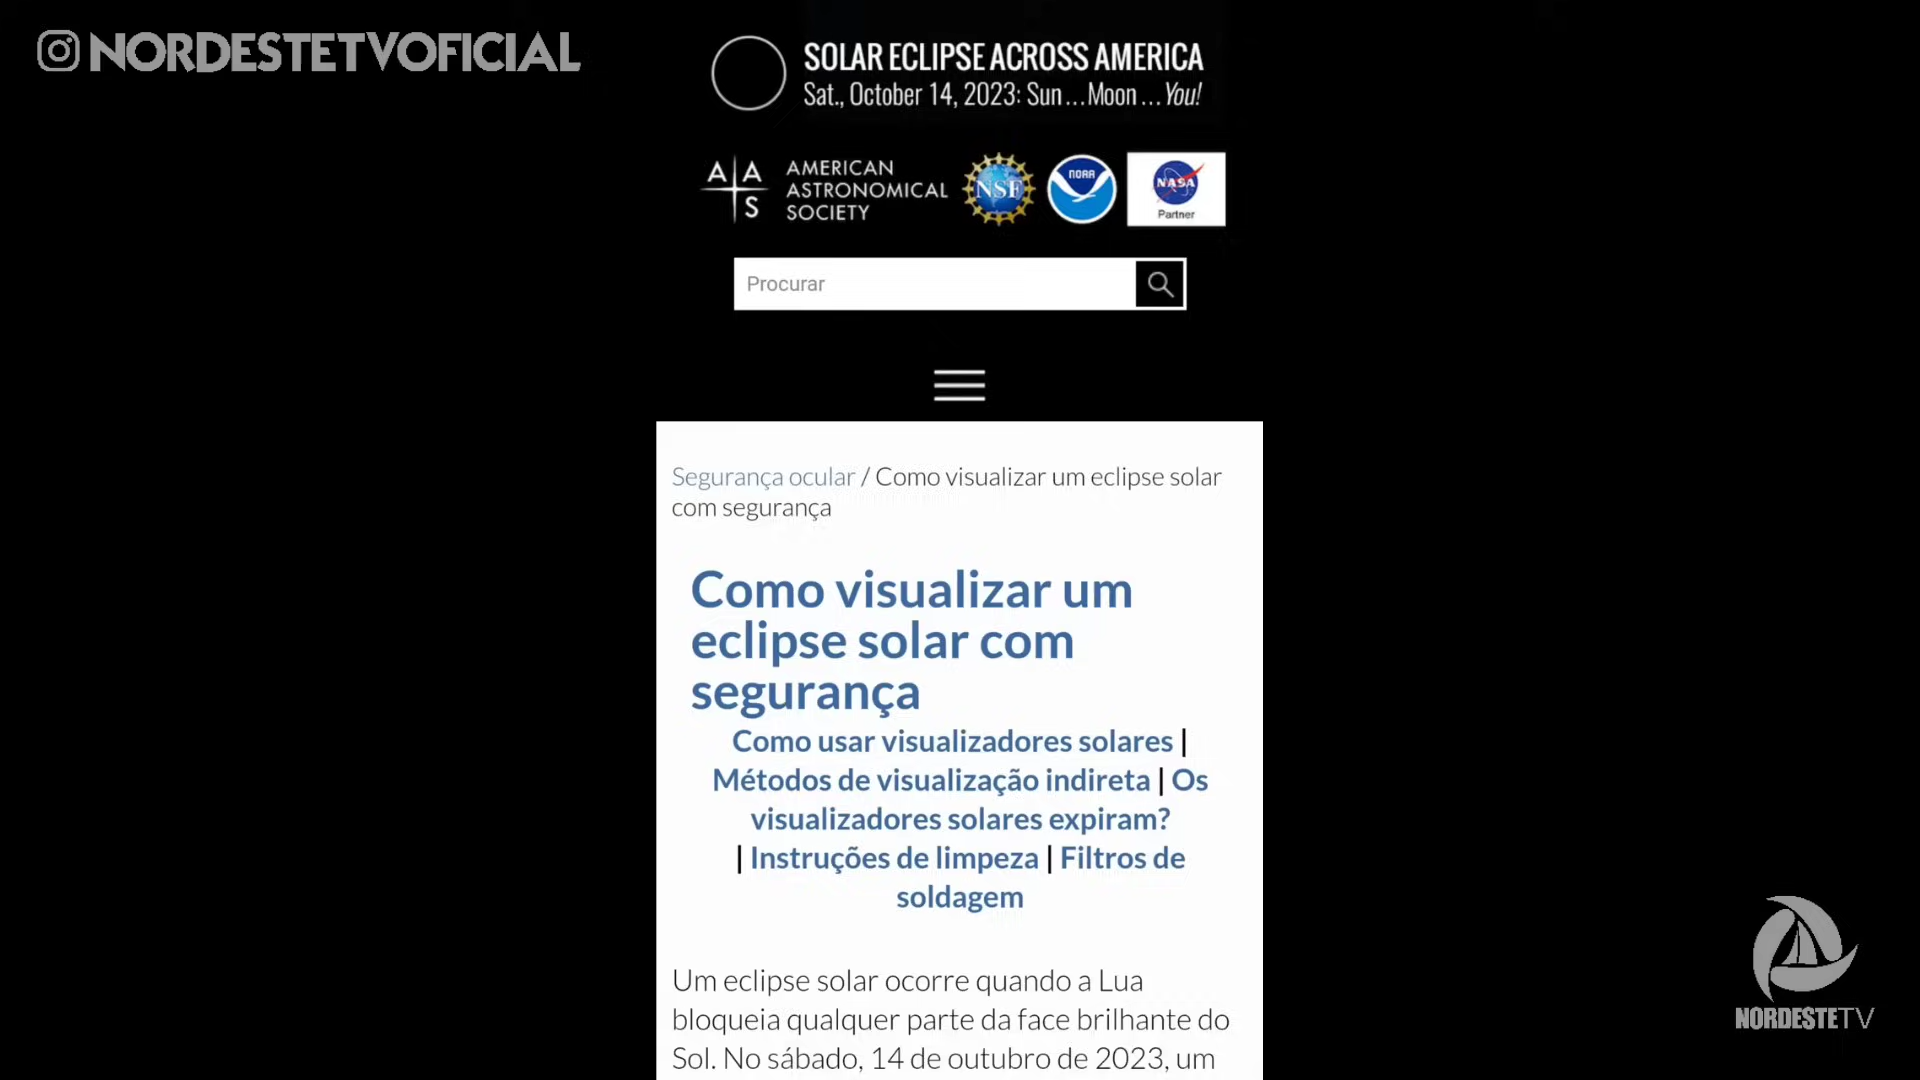 NORDESTETVOFICIAL
SOLAR ECLIPSE ACROSS AMERICA
Sat., October 14, 2023: Sun...Moon...You!
A A S
AMERICAN
ASTRONOMICAL
SOCIETY
NSF
NOAA
NASA
Partner
Procurar
Segurança ocular / Como visualizar um eclipse solar
com segurança
Como visualizar um
eclipse solar com
segurança
Como usar visualizadores solares |
Métodos de visualização indireta | Os
visualizadores solares expiram?
| Instruções de limpeza | Filtros de
soldagem
Um eclipse solar ocorre quando a Lua
bloqueia qualquer parte da face brilhante do
Sol. No sábado, 14 de outubro de 2023, um
NORDESTETV